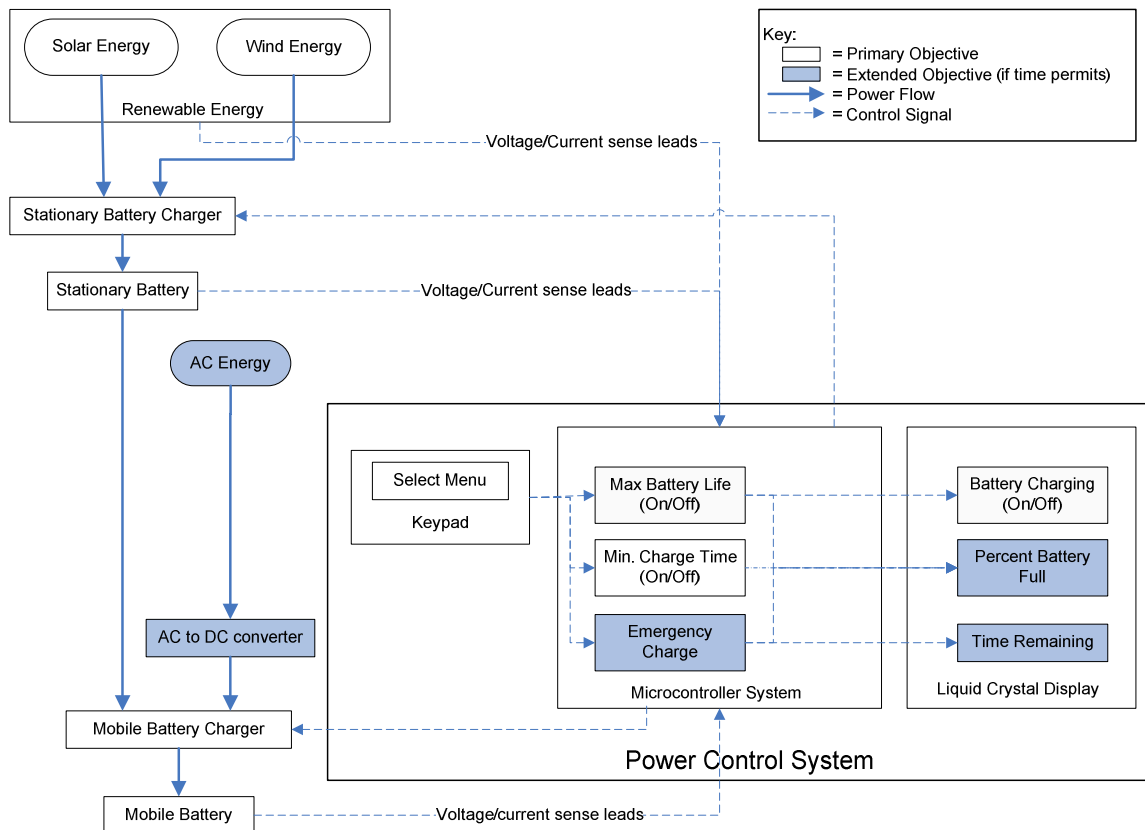 Solar Energy
Wind Energy
Renewable Energy
Key:
= Primary Objective
= Extended Objective (if time permits)
= Power Flow
= Control Signal
Voltage/Current sense leads
Stationary Battery Charger
Stationary Battery
Voltage/Current sense leads
AC Energy
AC to DC converter
Mobile Battery Charger
Mobile Battery
Voltage/current sense leads
Select Menu
Keypad
Max Battery Life
(On/Off)
Min. Charge Time
(On/Off)
Emergency
Charge
Microcontroller System
Battery Charging
(On/Off)
Percent Battery
Full
Time Remaining
Liquid Crystal Display
Power Control System